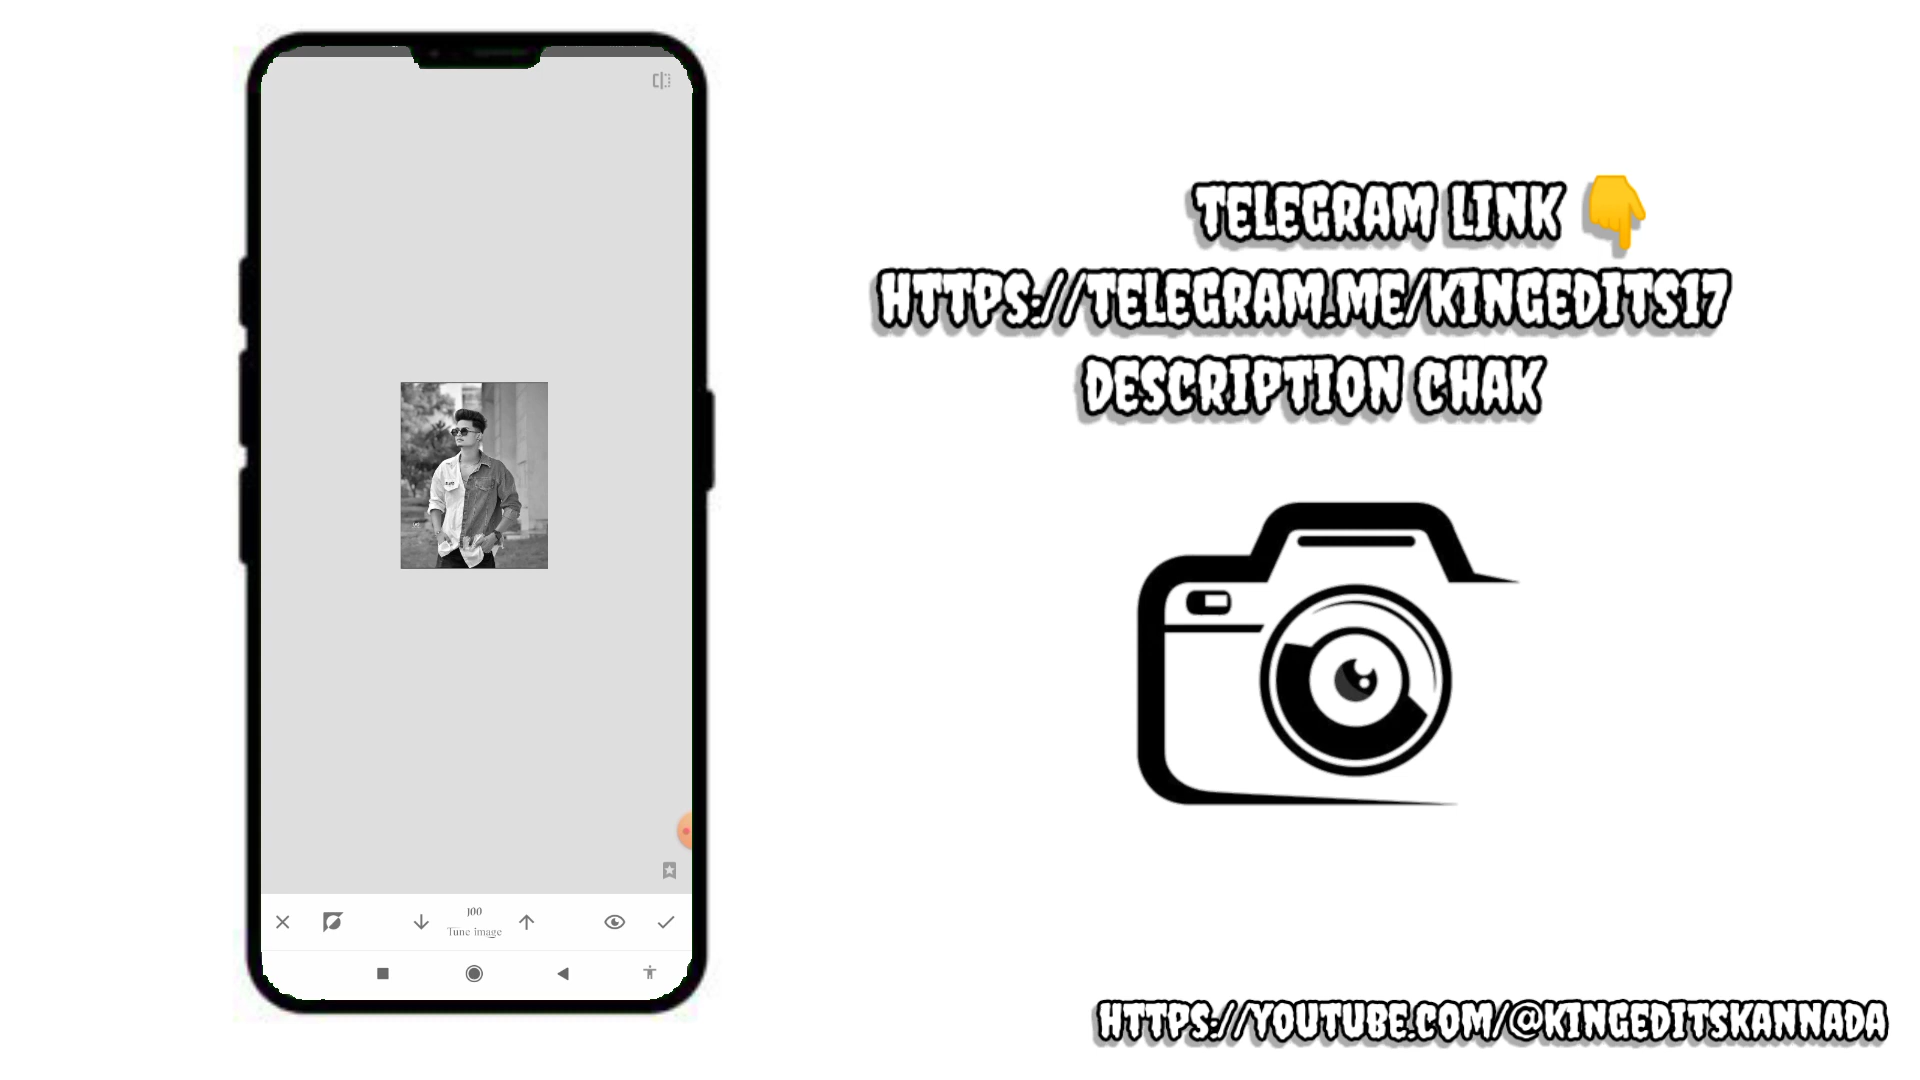 TELEGRAM LINK 👇
HTTPS://TELEGRAM.ME/KINGEDITS17
DESCRIPTION CHAK
100
Tune Image
HTTPS://YOUTUBE.COM/@KINGEDITSKANNADA